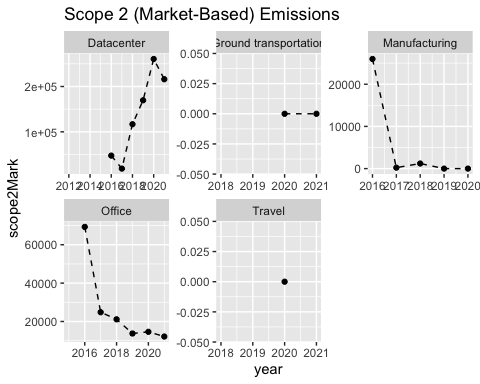 Scope 2 (Market-Based) Emissions
Datacenter
Ground transportation
Manufacturing
2e+05
1e+05
2012 2014 2016 2018 2020
0.050
0.025
0.000
-0.025
-0.050
2018 2019 2020 2021
20000
10000
0
2016 2017 2018 2019 2020
Office
Travel
60000
40000
20000
2016 2018 2020
0.050
0.025
0.000
-0.025
-0.050
2018 2019 2020 2021
scope2Mark
year